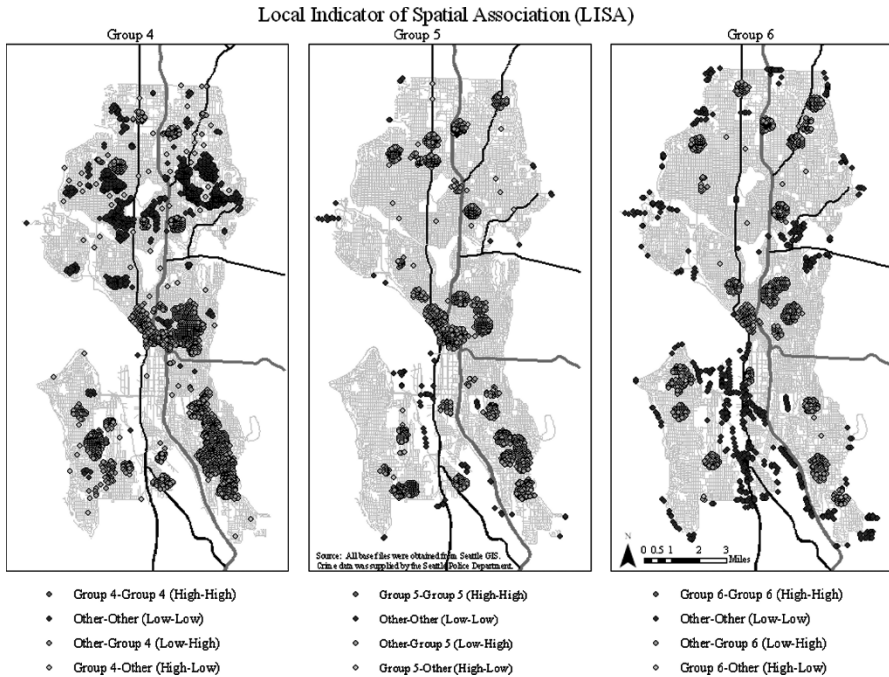 Local Indicator of Spatial Association (LISA)
Group 4
Group 5
Group 6
Source: All base files were obtained from Seattle GIS.
Crime data was supplied by the Seattle Police Department.
N
0 0.5 1 2 3
Miles
Group 4-Group 4 (High-High)
Other-Other (Low-Low)
Other-Group 4 (Low-High)
Group 4-Other (High-Low)
Group 5-Group 5 (High-High)
Other-Other (Low-Low)
Other-Group 5 (Low-High)
Group 5-Other (High-Low)
Group 6-Group 6 (High-High)
Other-Other (Low-Low)
Other-Group 6 (Low-High)
Group 6-Other (High-Low)